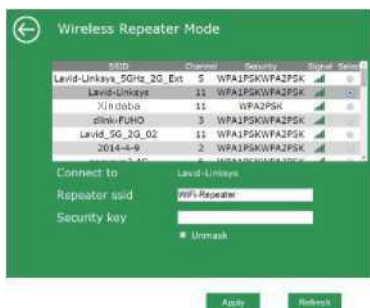 Wireless Repeater Mode
SSID Channel Security Signal Select
Lavid-Linksys_5GHz_2G_Ext 5 WPA1PSKWPA2PSK
Lavid-Linksys 11 WPA1PSKWPA2PSK
Xindaba 11 WPA2PSK
dlink-FUHO 3 WPA1PSKWPA2PSK
Lavid_5G_2G_02 11 WPA1PSKWPA2PSK
2014-4-9 2 WPA1PSKWPA2PSK
Connect to Lavid-Linksys
Repeater ssid WiFi-Repeater
Security key
Unmask
Apply Refresh